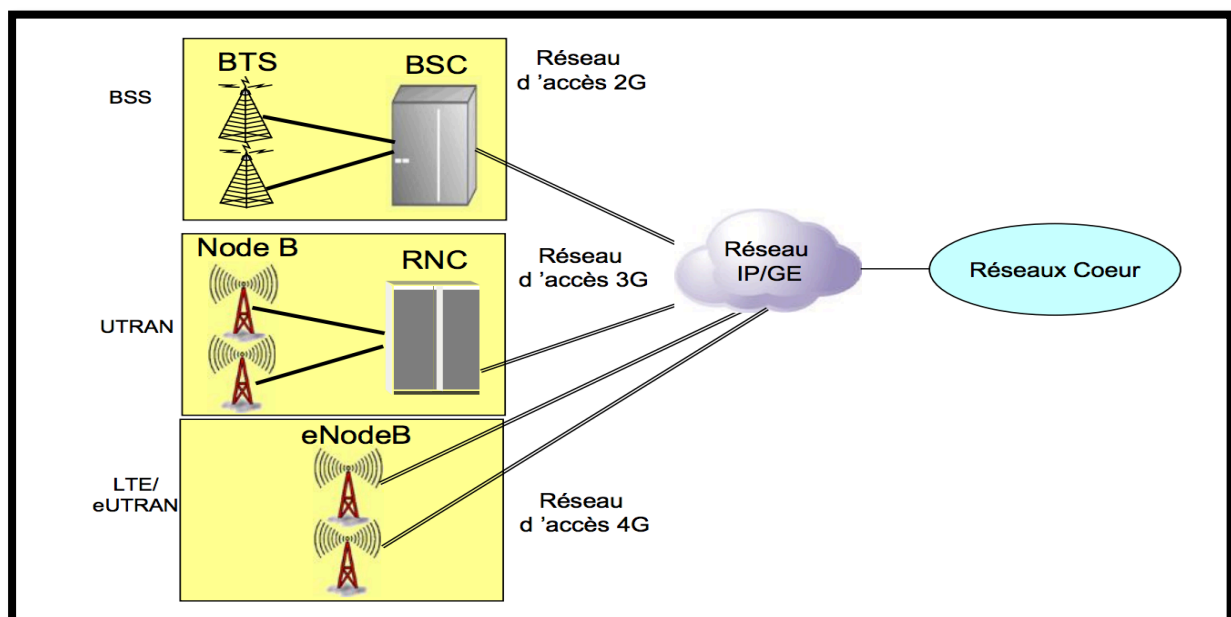 BTS
BSC
Réseau
d ’accès 2G
BSS
Node B
RNC
Réseau
d ’accès 3G
UTRAN
Réseau
IP/GE
Réseaux Coeur
eNodeB
LTE/
eUTRAN
Réseau
d ’accès 4G